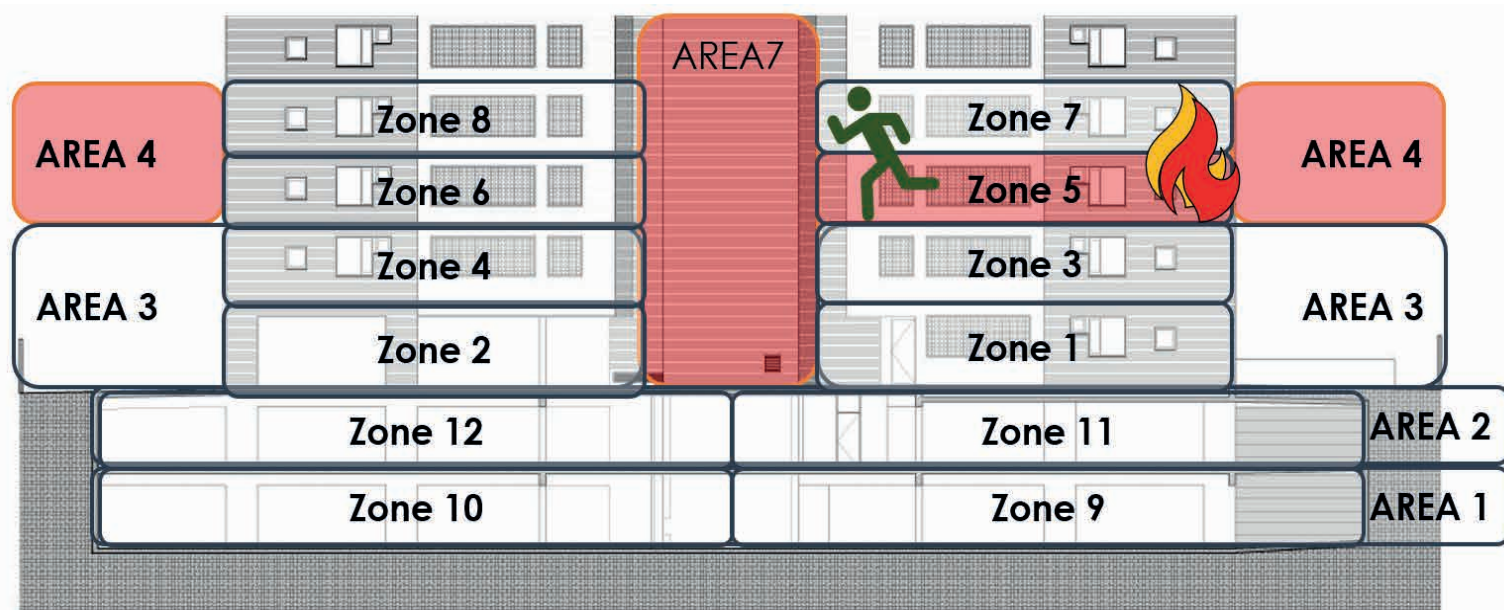 AREA7
AREA 4
Zone 8
Zone 7
AREA 4
Zone 6
Zone 5
AREA 3
Zone 4
Zone 3
AREA 3
Zone 2
Zone 1
Zone 12
Zone 11
AREA 2
Zone 10
Zone 9
AREA 1